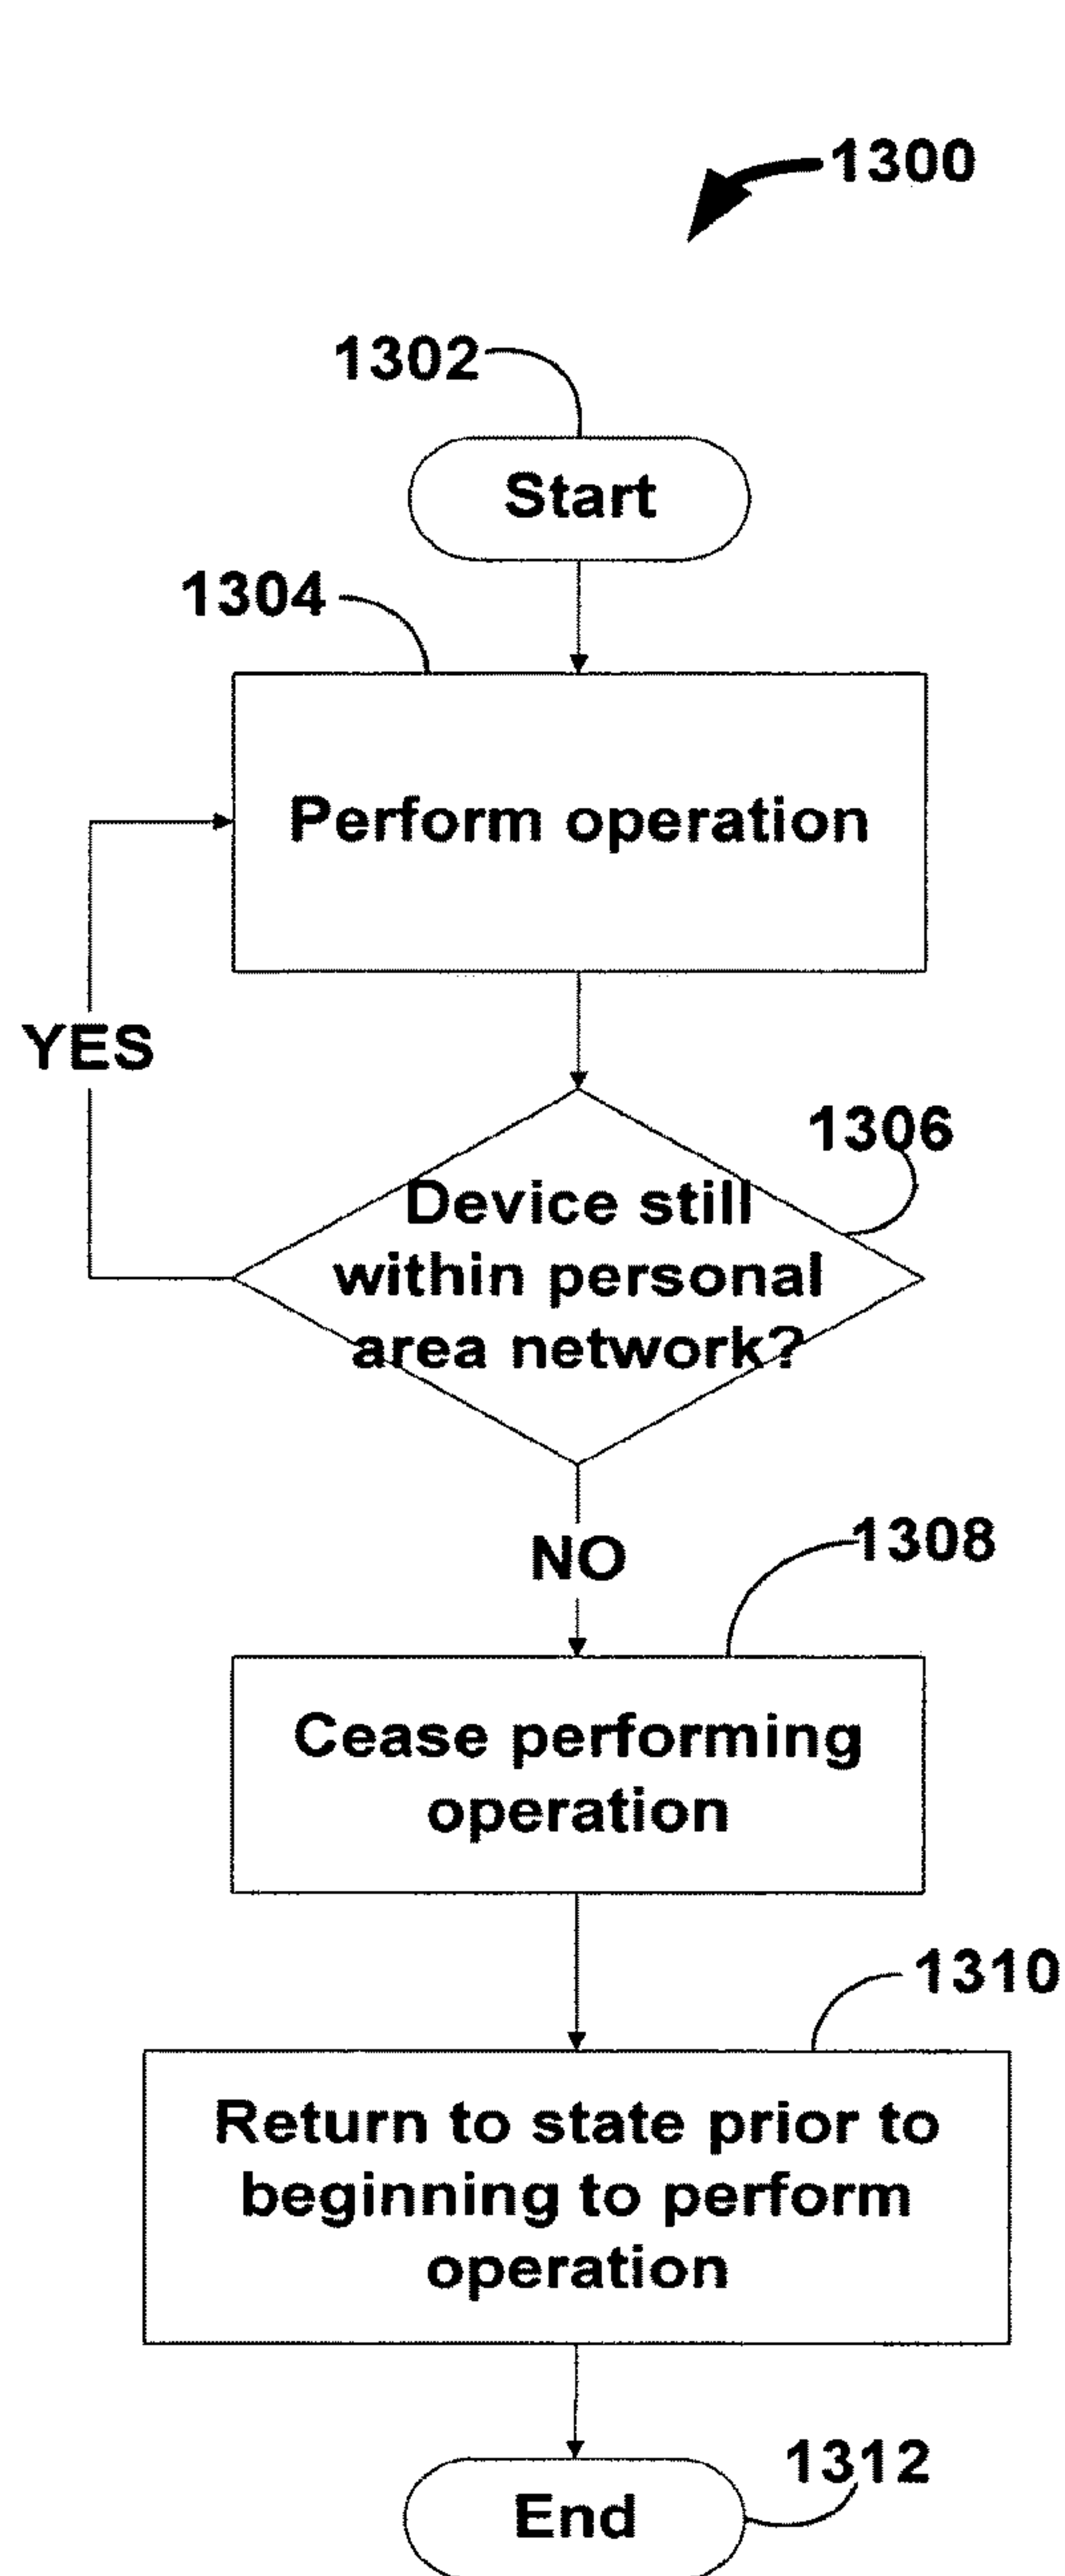 1300
1302
Start
1304
Perform operation
YES
1306
Device still
within personal
area network?
NO
1308
Cease performing
operation
1310
Return to state prior to
beginning to perform
operation
1312
End